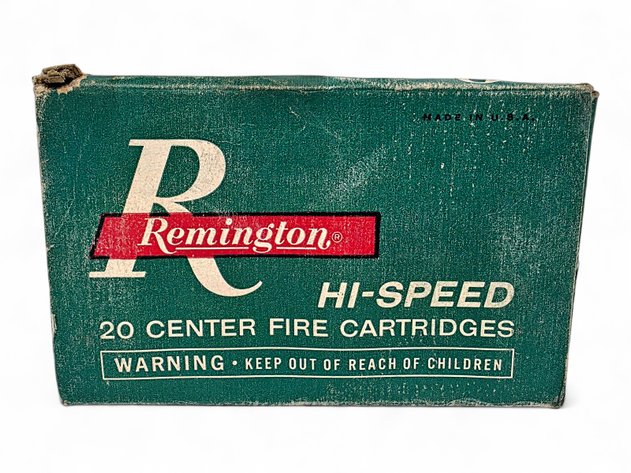 MADE IN U.S.A.
R
Remington®
HI-SPEED
20 CENTER FIRE CARTRIDGES
WARNING • KEEP OUT OF REACH OF CHILDREN